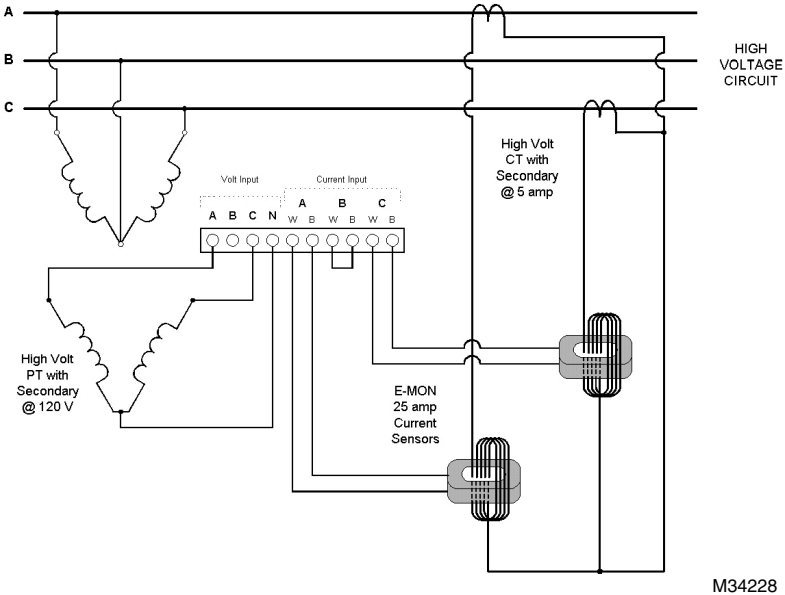 A
B
C
HIGH
VOLTAGE
CIRCUIT
High Volt
CT with
Secondary
@ 5 amp
Volt Input
Current Input
A B C
A B C N W B W B W B
High Volt
PT with
Secondary
@ 120 V
E-MON
25 amp
Current
Sensors
M34228